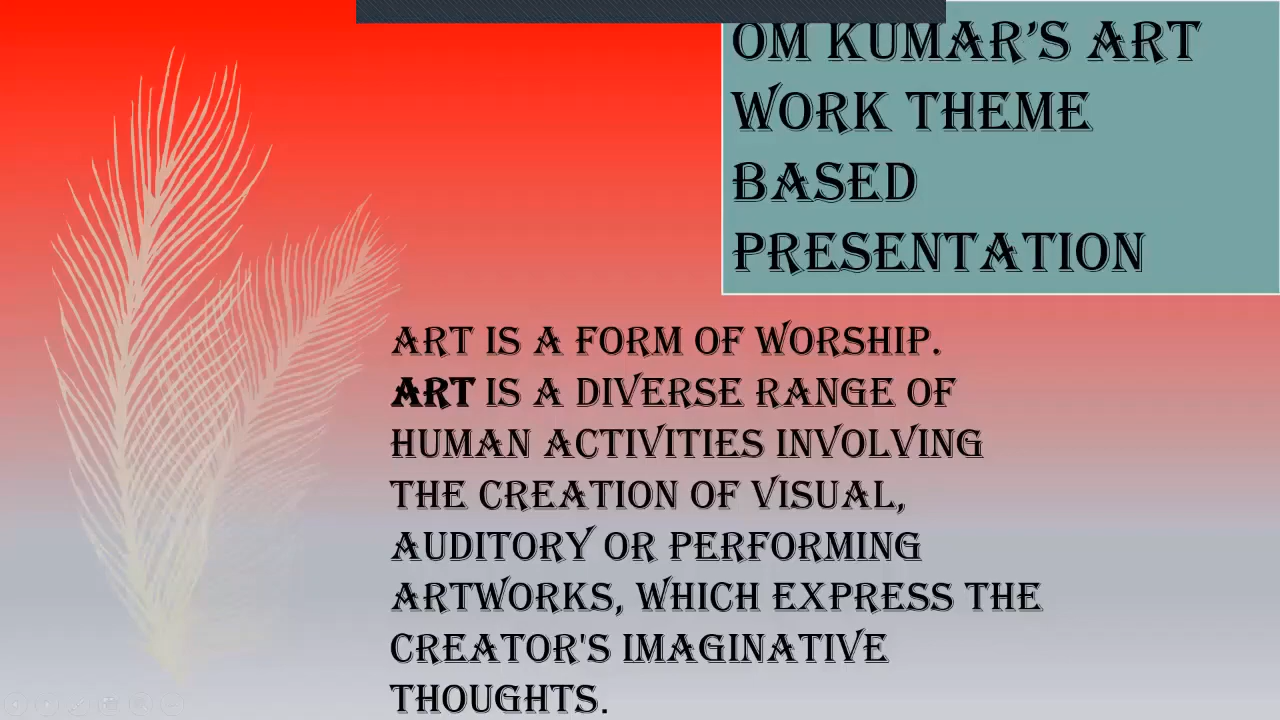 OM KUMAR’S ART
WORK THEME
BASED
PRESENTATION
ART IS A FORM OF WORSHIP.
ART IS A DIVERSE RANGE OF
HUMAN ACTIVITIES INVOLVING
THE CREATION OF VISUAL,
AUDITORY OR PERFORMING
ARTWORKS, WHICH EXPRESS THE
CREATOR'S IMAGINATIVE
THOUGHTS.